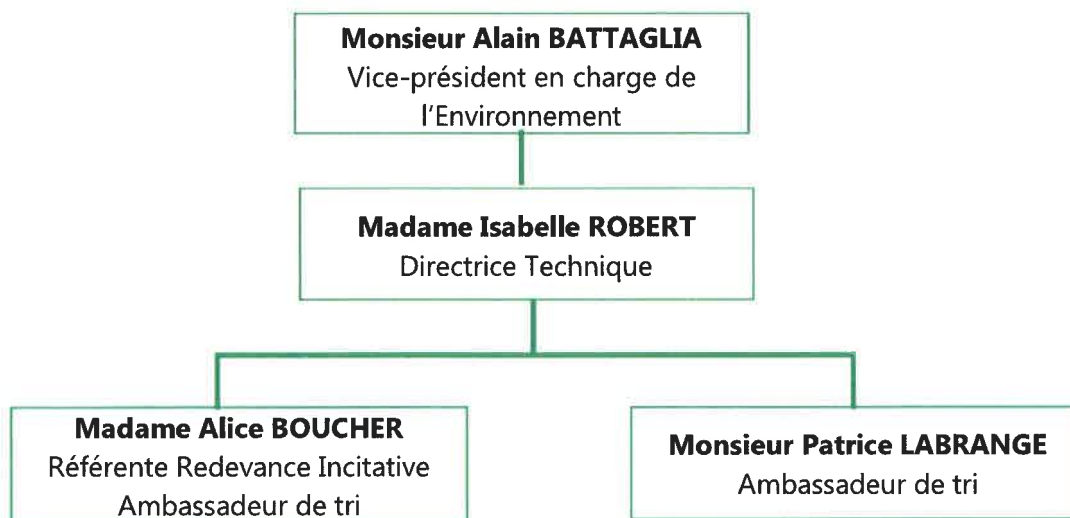 Monsieur Alain BATTAGLIA
Vice-président en charge de
l'Environnement
Madame Isabelle ROBERT
Directrice Technique
Madame Alice BOUCHER
Référente Redevance Incitative
Ambassadeur de tri
Monsieur Patrice LABRANGE
Ambassadeur de tri